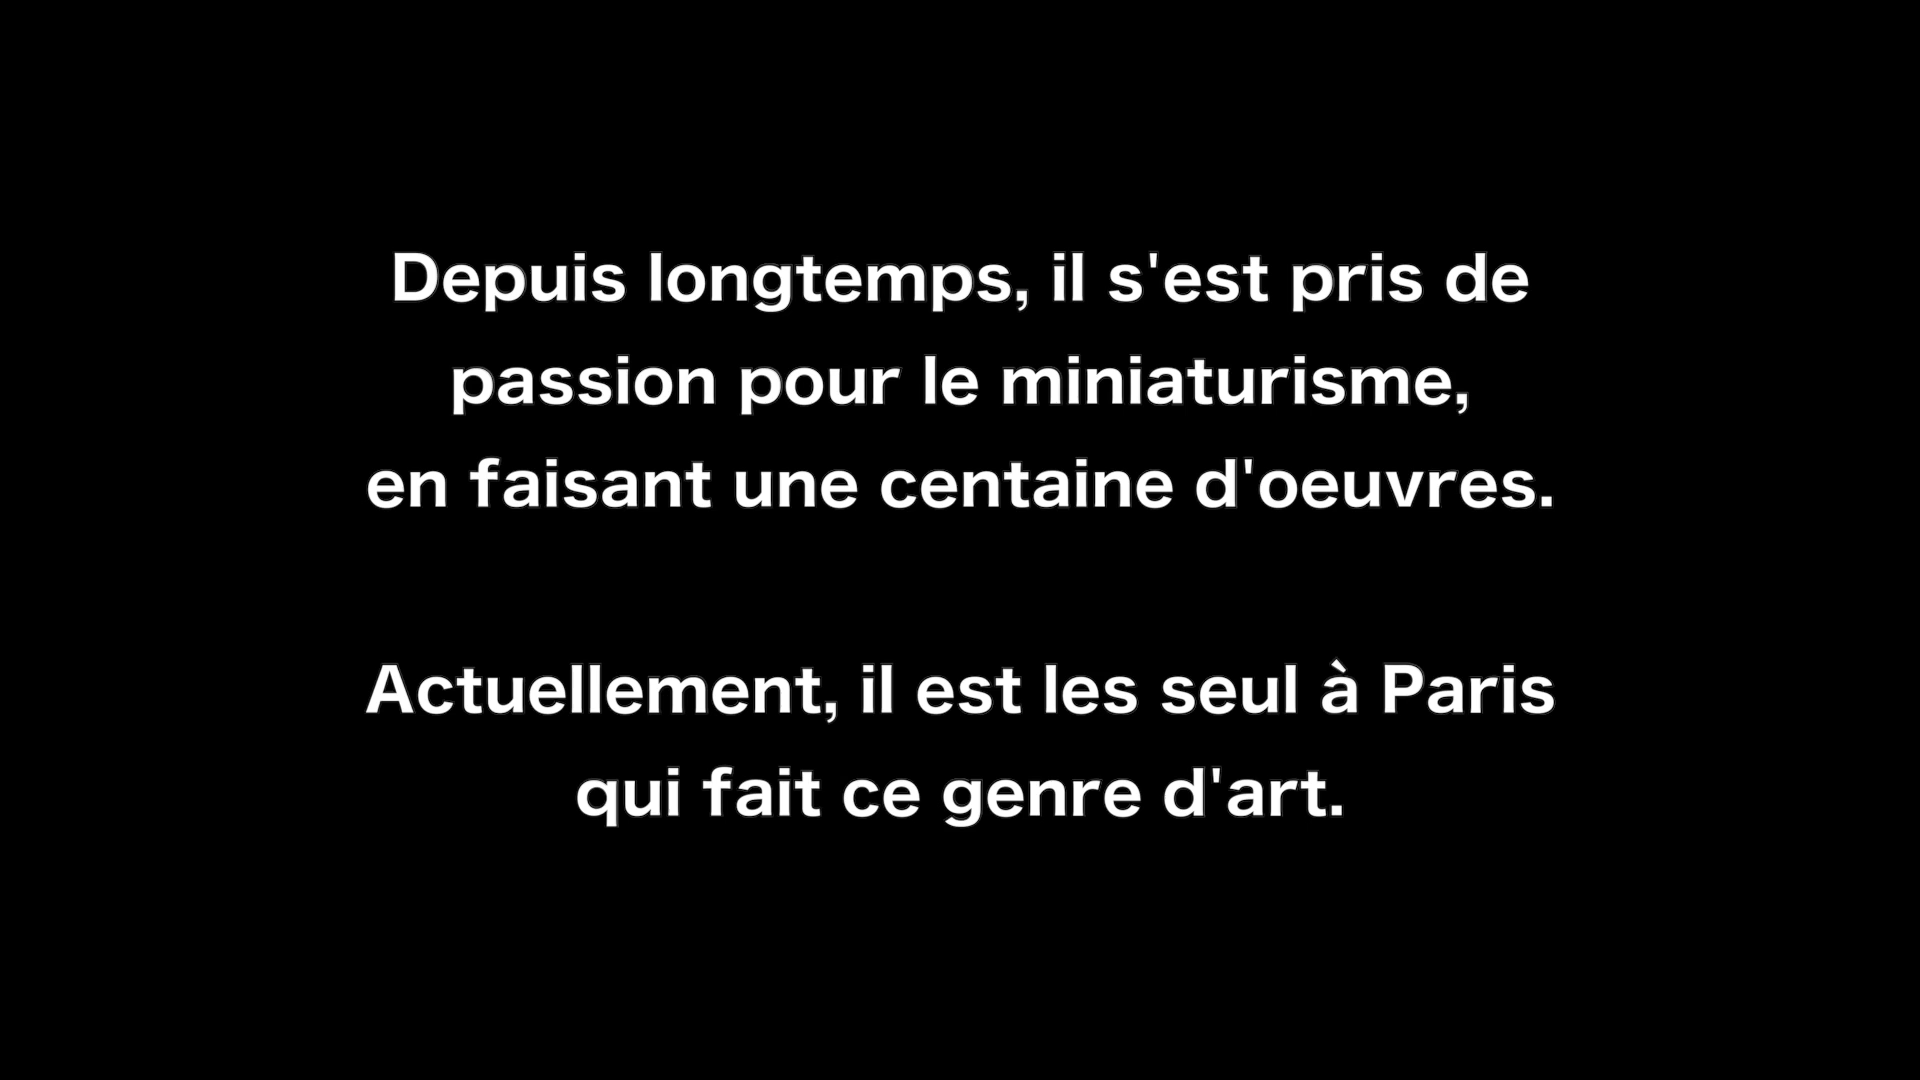 Depuis longtemps, il s'est pris de
passion pour le miniaturisme,
en faisant une centaine d'oeuvres.
Actuellement, il est les seul à Paris
qui fait ce genre d'art.